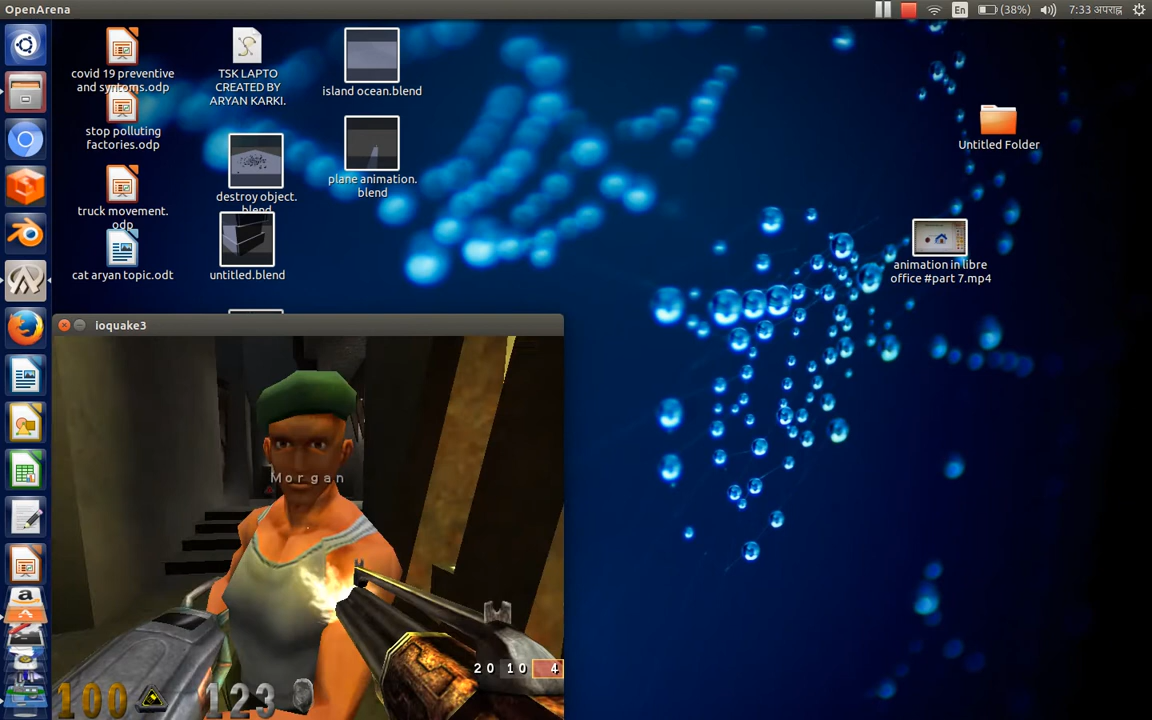 OpenArena
En
(38%)
7:33 अपराह्न
covid 19 preventive
and syntoms.odp
stop polluting
factories.odp
truck movement.
odp
cat aryan topic.odt
TSK LAPTO
CREATED BY
ARYAN KARKI.
destroy object.
blend
untitled.blend
island ocean.blend
plane animation.
blend
Untitled Folder
animation in libre
office #part 7.mp4
ioquake3
Morgan
20 10 4
100 123